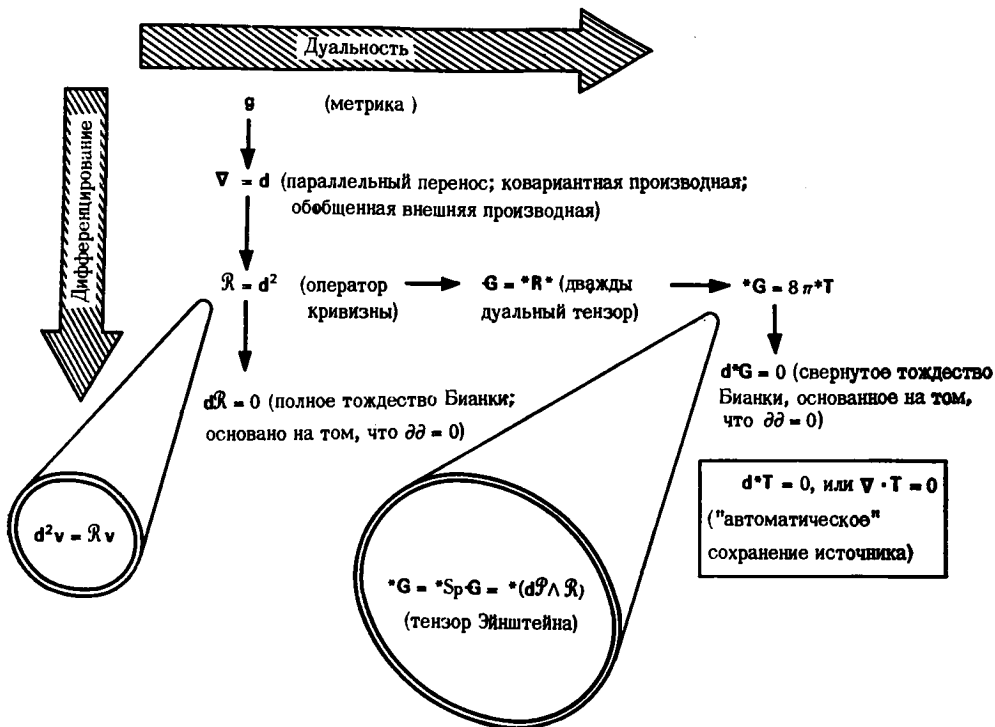 Дуальность
Дифференцирование
g (метрика )
∇ = d (параллельный перенос; ковариантная производная;
обобщенная внешняя производная)
ℛ = d² (оператор
кривизны)
G = *R* (дважды
дуальный тензор)
*G = 8 π*T
dℛ = 0 (полное тождество Бианки;
основано на том, что ∂∂ = 0)
d*G = 0 (свернутое тождество
Бианки, основанное на том,
что ∂∂ = 0)
d*T = 0, или ∇ · T = 0
("автоматическое"
сохранение источника)
d²v = ℛv
*G = *Sp G = *(d𝒫∧ ℛ)
(тензор Эйнштейна)